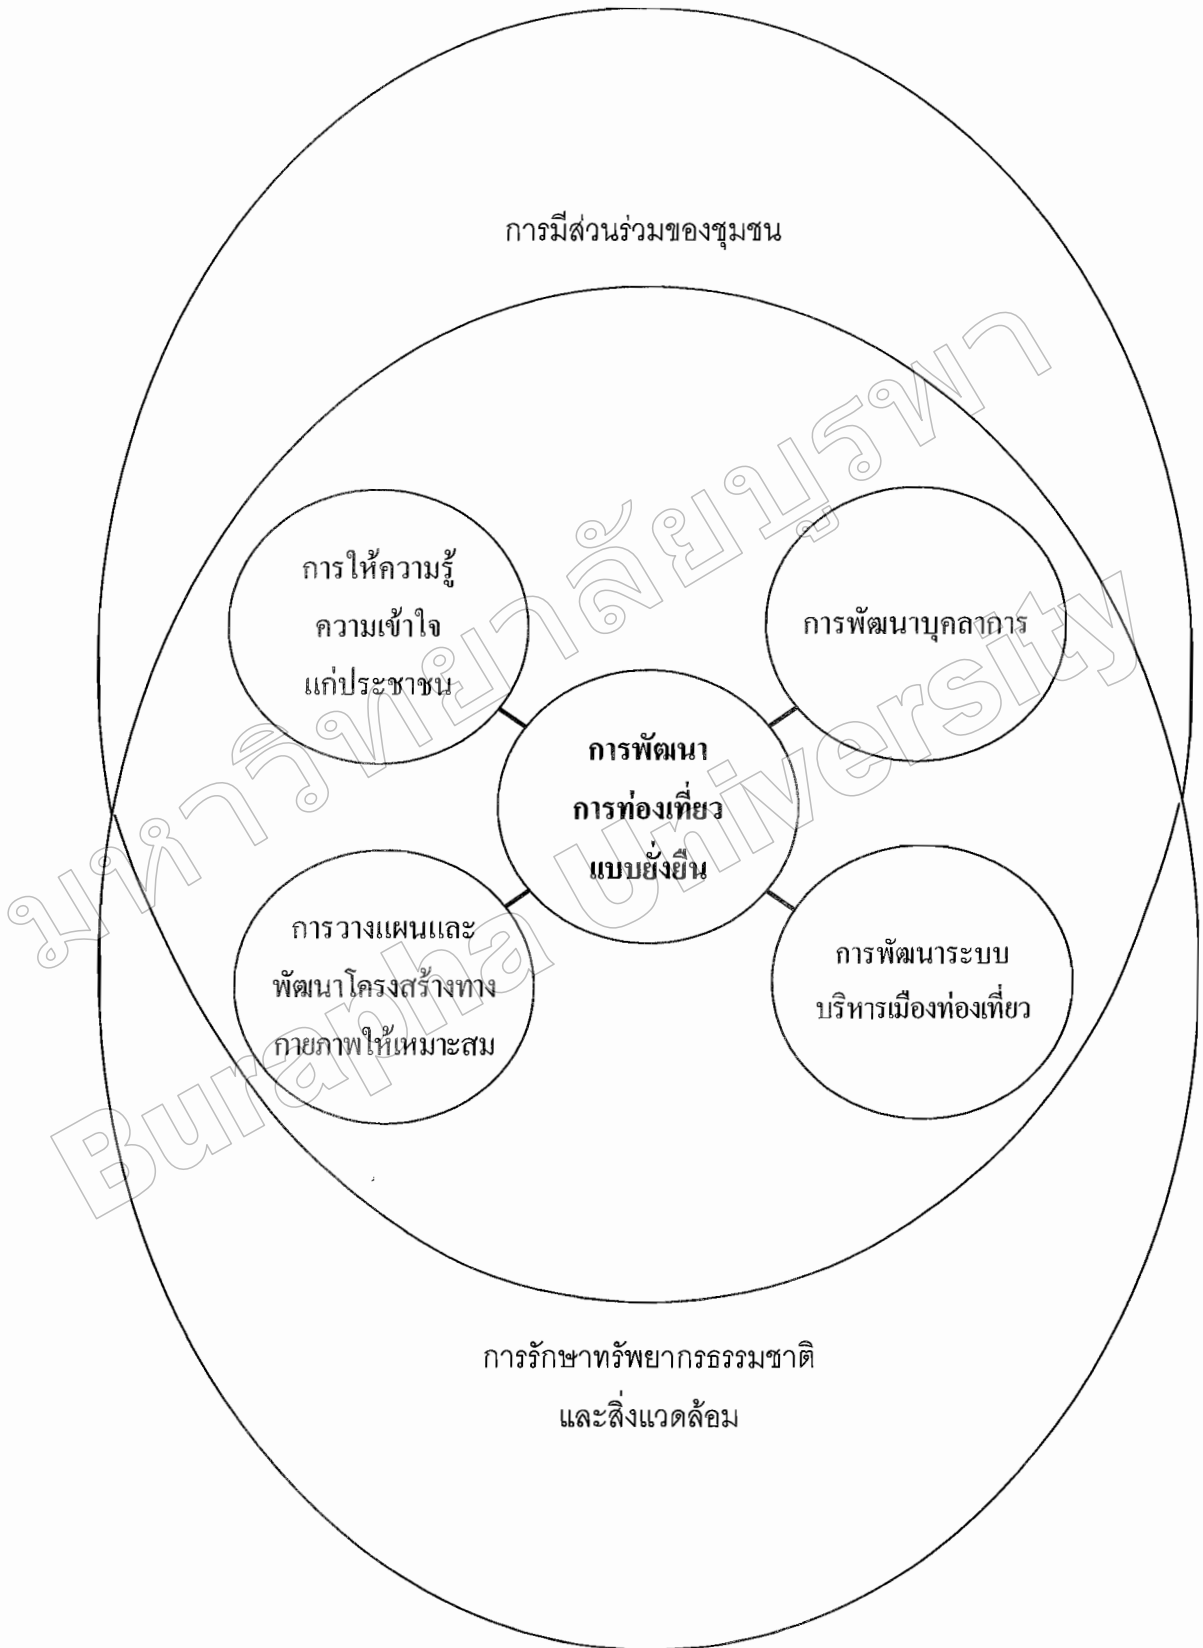 การมีส่วนร่วมของชุมชน
การให้ความรู้
ความเข้าใจ
แก่ประชาชน
การพัฒนาบุคลาการ
การพัฒนา
การท่องเที่ยว
แบบยั่งยืน
การวางแผนและ
พัฒนาโครงสร้างทาง
กายภาพให้เหมาะสม
การพัฒนาระบบ
บริหารเมืองท่องเที่ยว
การรักษาทรัพยากรธรรมชาติ
และสิ่งแวดล้อม
มหาวิทยาลัยบูรพา
Burapha University